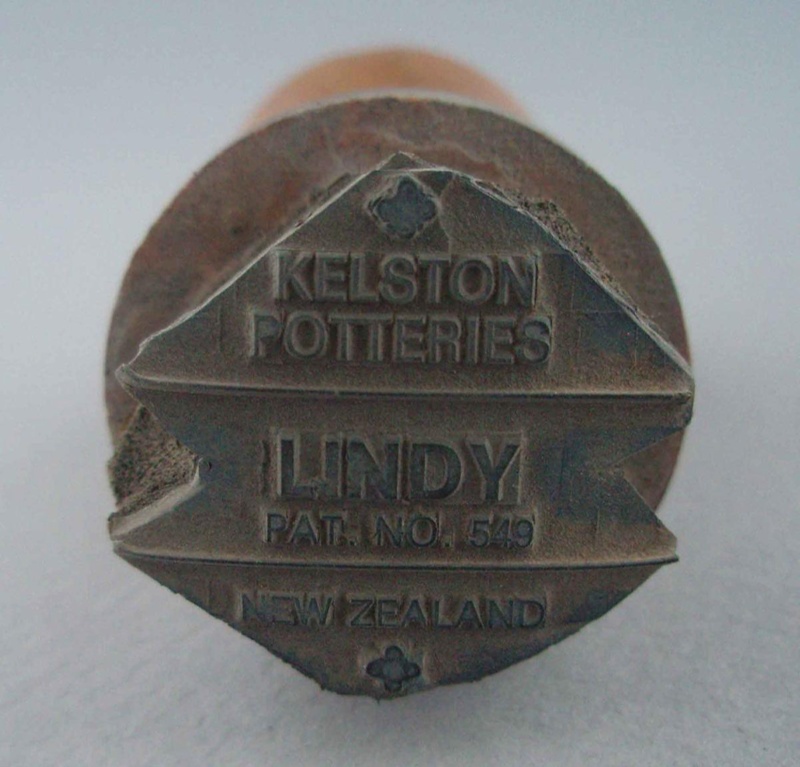 KELSTON
POTTERIES
LINDY
PAT. NO. 549
NEW ZEALAND